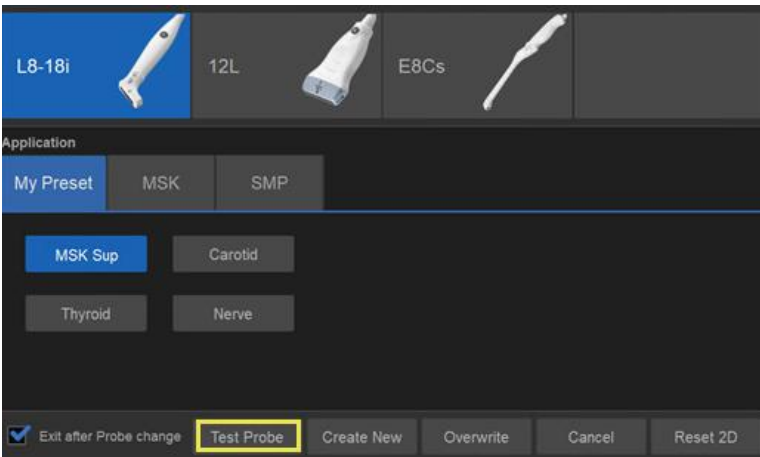 L8-18i 12L E8Cs
Application
My Preset MSK SMP
MSK Sup Carotid
Thyroid Nerve
Exit after Probe change Test Probe Create New Overwrite Cancel Reset 2D